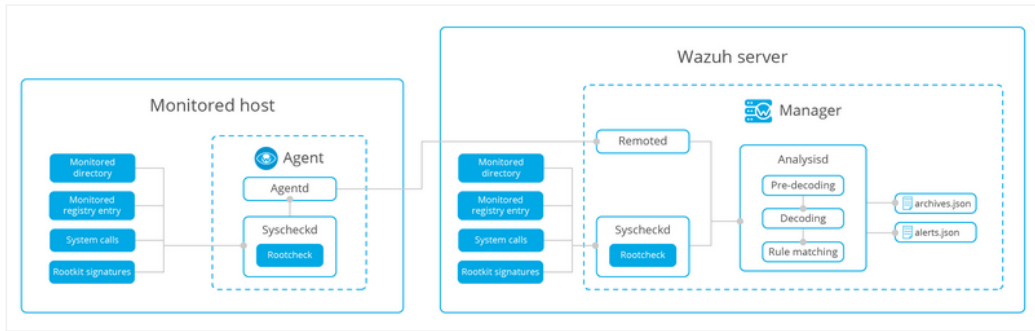 Monitored host
Monitored
directory
Monitored
registry entry
System calls
Rootkit signatures
Agent
Agentd
Syscheckd
Rootcheck
Wazuh server
Monitored
directory
Monitored
registry entry
System calls
Rootkit signatures
Manager
Remoted
Syscheckd
Rootcheck
Analysisd
Pre-decoding
Decoding
Rule matching
archives.json
alerts.json